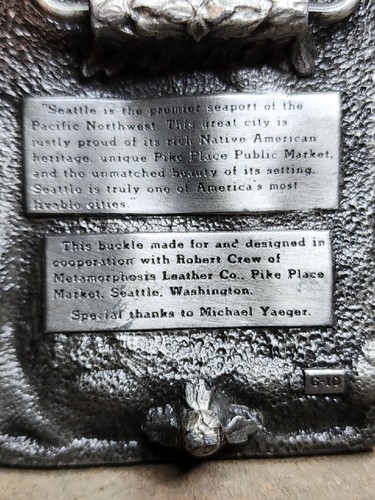 "Seattle is the premier seaport of the
Pacific Northwest. This great city is
justly proud of its rich Native American
heritage, unique Pike Place Public Market,
and the unmatched beauty of its setting.
Seattle is truly one of America's most
livable cities."
This buckle made for and designed in
cooperation with Robert Crew of
Metamorphosis Leather Co., Pike Place
Market, Seattle, Washington.
Special thanks to Michael Yaeger.
G-19